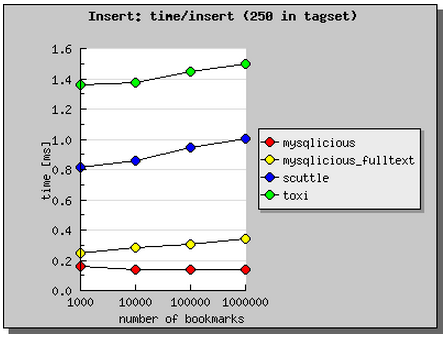 Insert: time/insert (250 in tagset)
1.6
1.4
1.2
1.0
0.8
0.6
0.4
0.2
0.0
time [ms]
1000 10000 100000 1000000
number of bookmarks
mysqlicious
mysqlicious_fulltext
scuttle
toxi